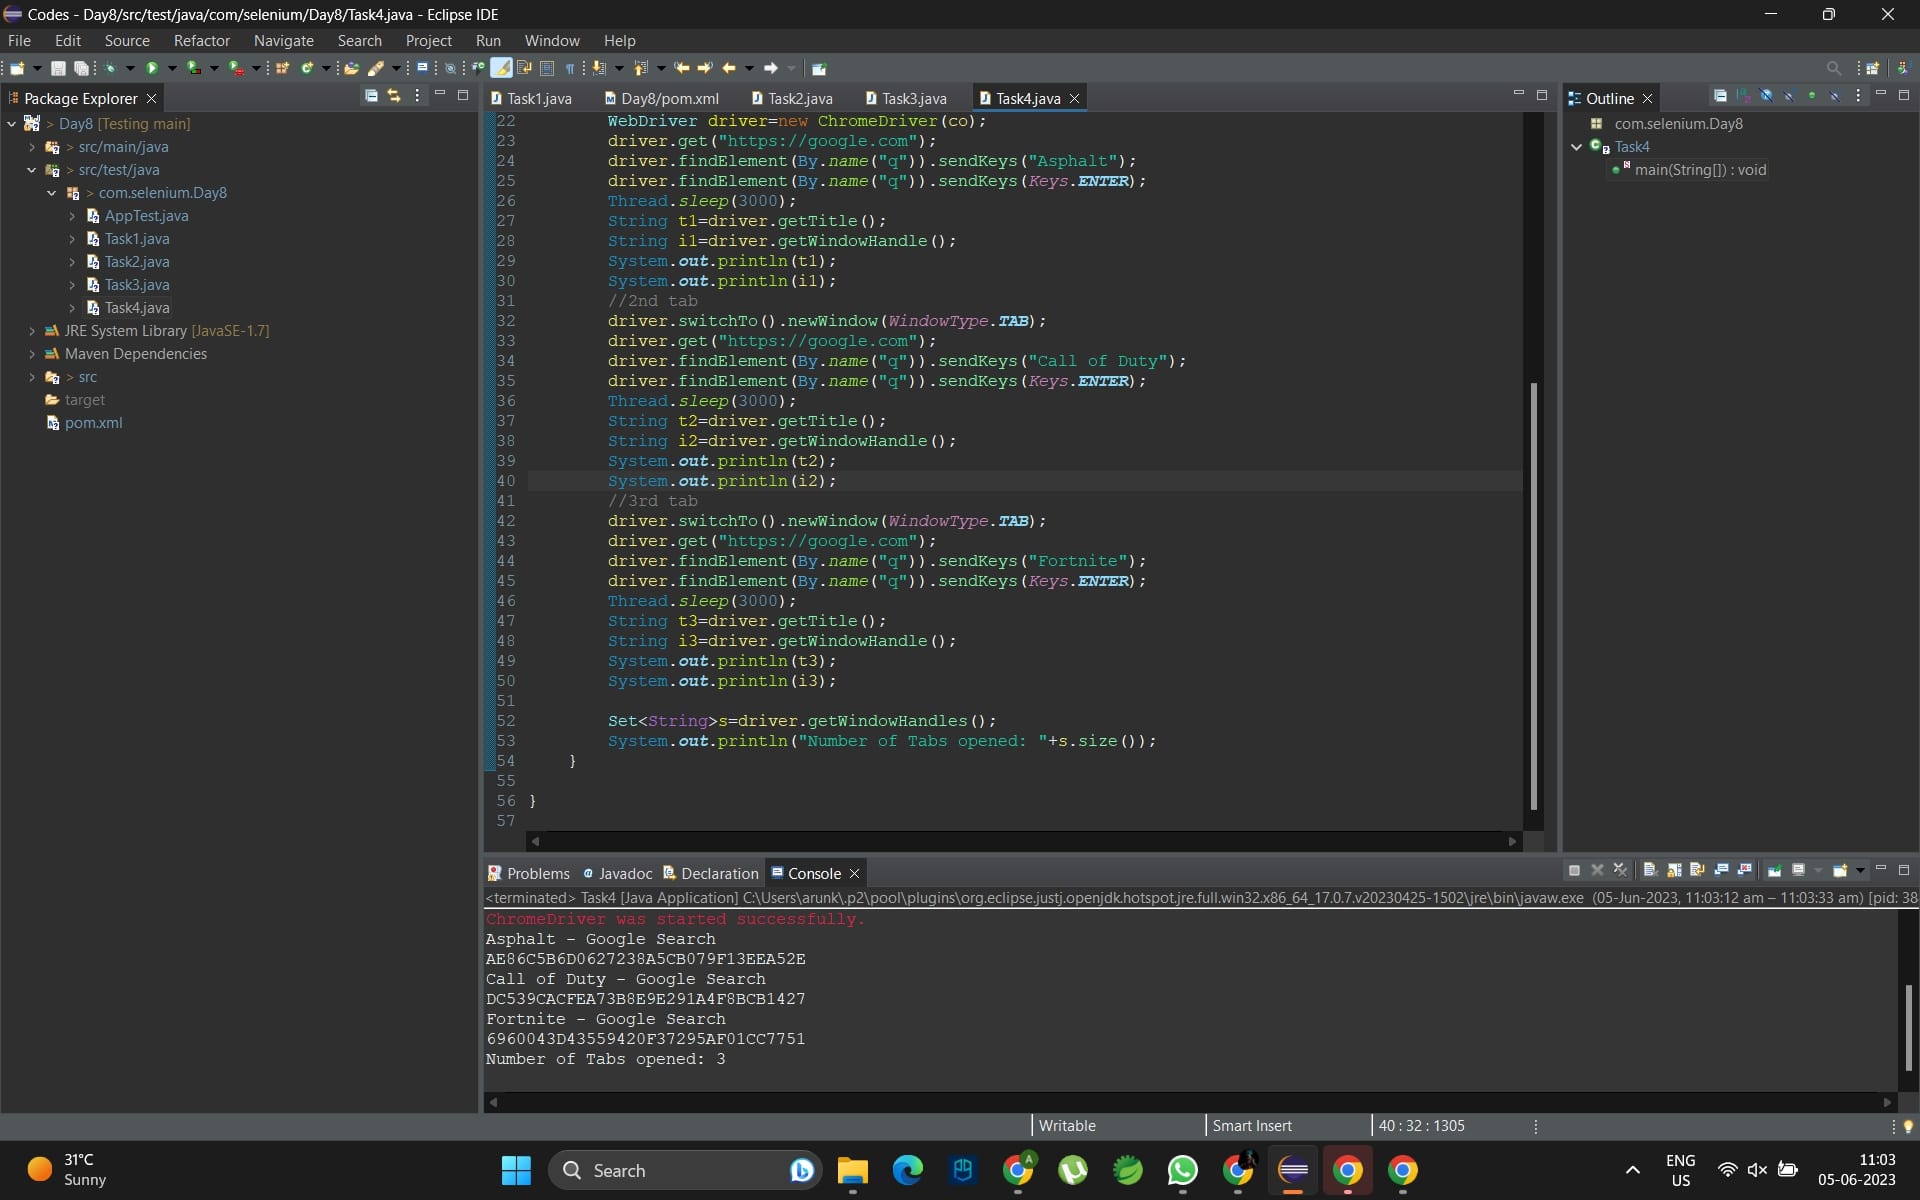 Codes - Day8/src/test/java/com/selenium/Day8/Task4.java - Eclipse IDE
File Edit Source Refactor Navigate Search Project Run Window Help
Package Explorer
> Day8 [Testing main]
> src/main/java
> src/test/java
> com.selenium.Day8
AppTest.java
Task1.java
Task2.java
Task3.java
Task4.java
JRE System Library [JavaSE-1.7]
Maven Dependencies
> src
target
pom.xml
Task1.java Day8/pom.xml Task2.java Task3.java Task4.java
22 WebDriver driver=new ChromeDriver(co);
23 driver.get("https://google.com");
24 driver.findElement(By.name("q")).sendKeys("Asphalt");
25 driver.findElement(By.name("q")).sendKeys(Keys.ENTER);
26 Thread.sleep(3000);
27 String t1=driver.getTitle();
28 String i1=driver.getWindowHandle();
29 System.out.println(t1);
30 System.out.println(i1);
31 //2nd tab
32 driver.switchTo().newWindow(WindowType.TAB);
33 driver.get("https://google.com");
34 driver.findElement(By.name("q")).sendKeys("Call of Duty");
35 driver.findElement(By.name("q")).sendKeys(Keys.ENTER);
36 Thread.sleep(3000);
37 String t2=driver.getTitle();
38 String i2=driver.getWindowHandle();
39 System.out.println(t2);
40 System.out.println(i2);
41 //3rd tab
42 driver.switchTo().newWindow(WindowType.TAB);
43 driver.get("https://google.com");
44 driver.findElement(By.name("q")).sendKeys("Fortnite");
45 driver.findElement(By.name("q")).sendKeys(Keys.ENTER);
46 Thread.sleep(3000);
47 String t3=driver.getTitle();
48 String i3=driver.getWindowHandle();
49 System.out.println(t3);
50 System.out.println(i3);
51
52 Set<String>s=driver.getWindowHandles();
53 System.out.println("Number of Tabs opened: "+s.size());
54 }
55
56 }
57
Outline
com.selenium.Day8
Task4
main(String[]) : void
Problems Javadoc Declaration Console
<terminated> Task4 [Java Application] C:\Users\arunk\.p2\pool\plugins\org.eclipse.justj.openjdk.hotspot.jre.full.win32.x86_64_17.0.7.v20230425-1502\jre\bin\javaw.exe (05-Jun-2023, 11:03:12 am – 11:03:33 am) [pid: 38
ChromeDriver was started successfully.
Asphalt - Google Search
AE86C5B6D0627238A5CB079F13EEA52E
Call of Duty - Google Search
DC539CACFEA73B8E9E291A4F8BCB1427
Fortnite - Google Search
6960043D43559420F37295AF01CC7751
Number of Tabs opened: 3
Writable Smart Insert 40 : 32 : 1305
31°C
Sunny
Search
ENG
US
11:03
05-06-2023